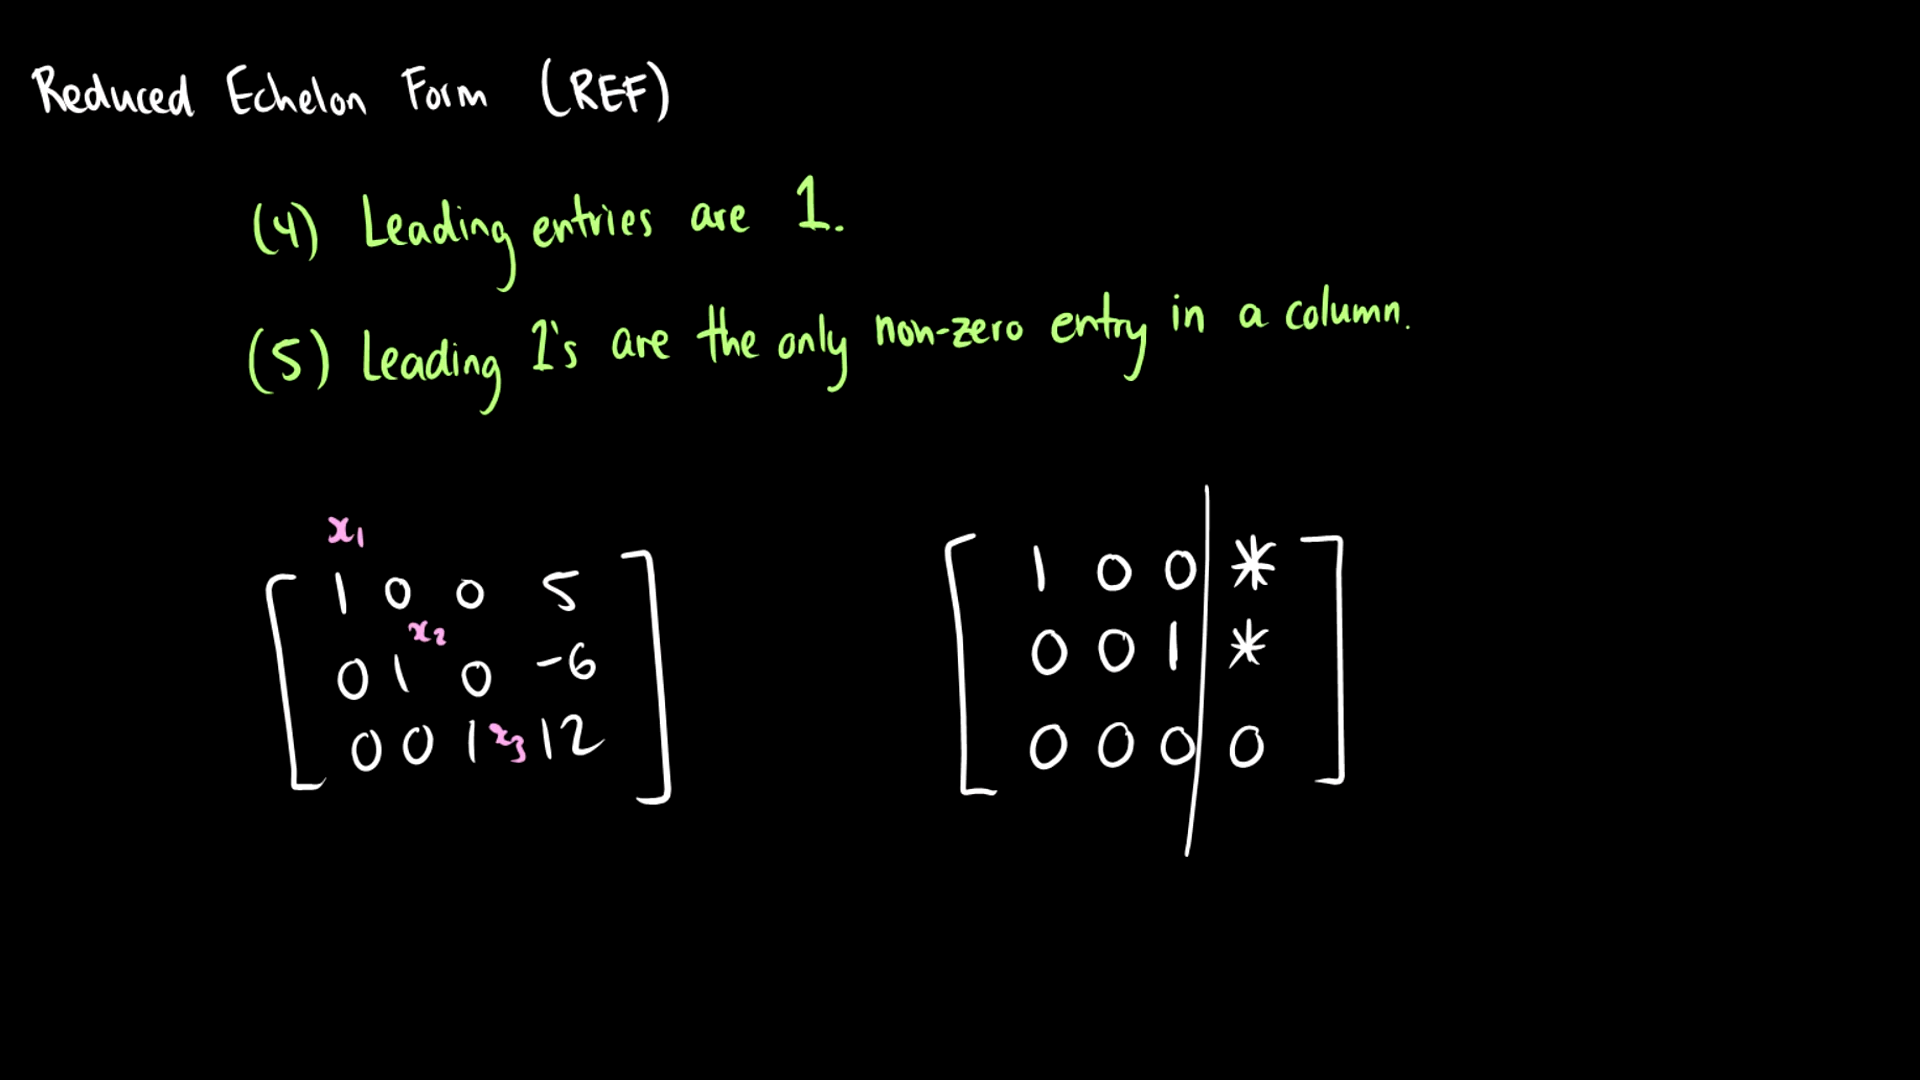 Reduced Echelon Form (REF)
(4) Leading entries are 1.
(5) Leading 1's are the only non-zero entry in a column.
x₁
1 0 0 5
x₂
0 1 0 -6
0 0 1 x₃ 12
1 0 0 | *
0 0 1 | *
0 0 0 | 0